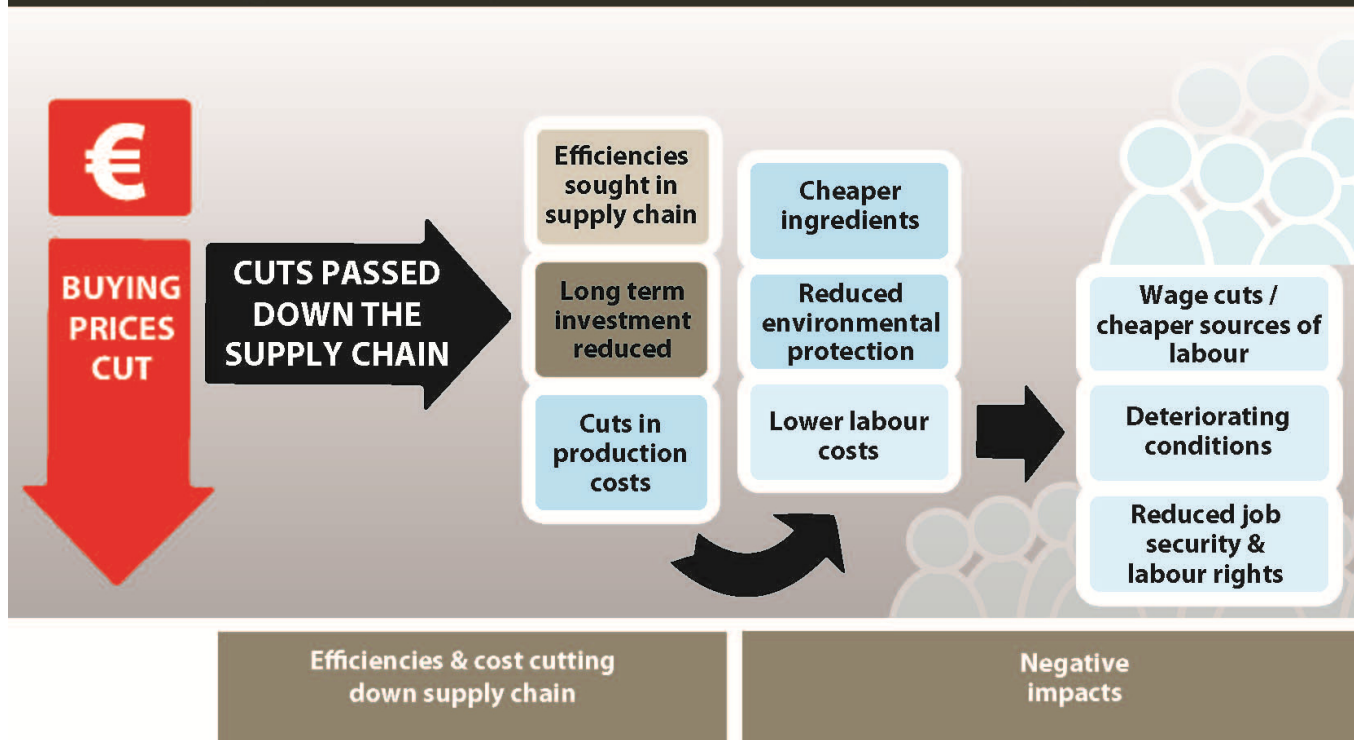 €
BUYING
PRICES
CUT
CUTS PASSED
DOWN THE
SUPPLY CHAIN
Efficiencies
sought in
supply chain
Long term
investment
reduced
Cuts in
production
costs
Cheaper
ingredients
Reduced
environmental
protection
Lower labour
costs
Wage cuts /
cheaper sources of
labour
Deteriorating
conditions
Reduced job
security &
labour rights
Efficiencies & cost cutting
down supply chain
Negative
impacts